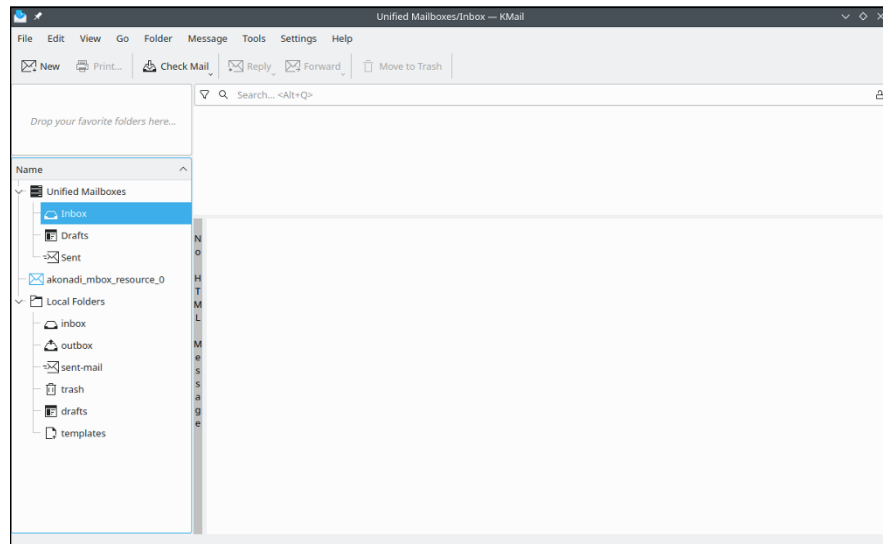 Unified Mailboxes/Inbox — KMail
File Edit View Go Folder Message Tools Settings Help
New Print... Check Mail Reply Forward Move to Trash
Search... <Alt+Q>
Drop your favorite folders here...
Name
Unified Mailboxes
Inbox
Drafts
Sent
akonadi_mbox_resource_0
Local Folders
inbox
outbox
sent-mail
trash
drafts
templates
No HTML Message